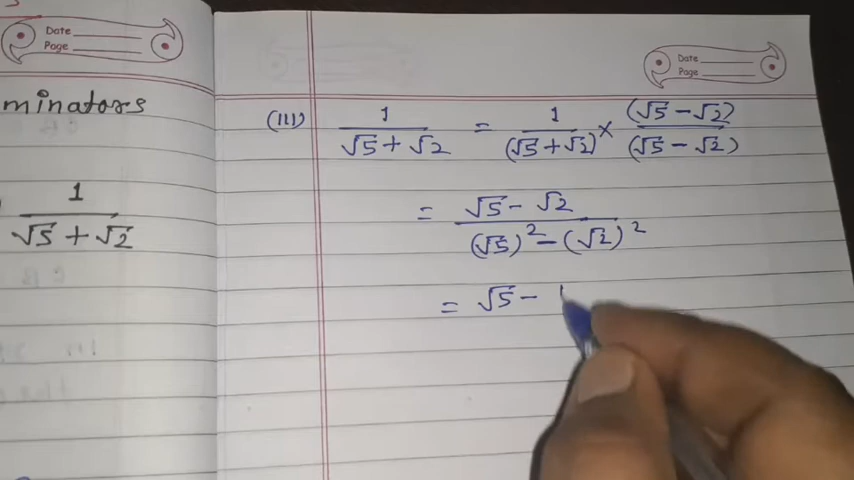 Date
Page
minators
1/(√5 + √2)
Date
Page
(iii) 1/(√5 + √2) = 1/(√5 + √2) × (√5 − √2)/(√5 − √2)
= (√5 − √2)/((√5)² − (√2)²)
= √5 −